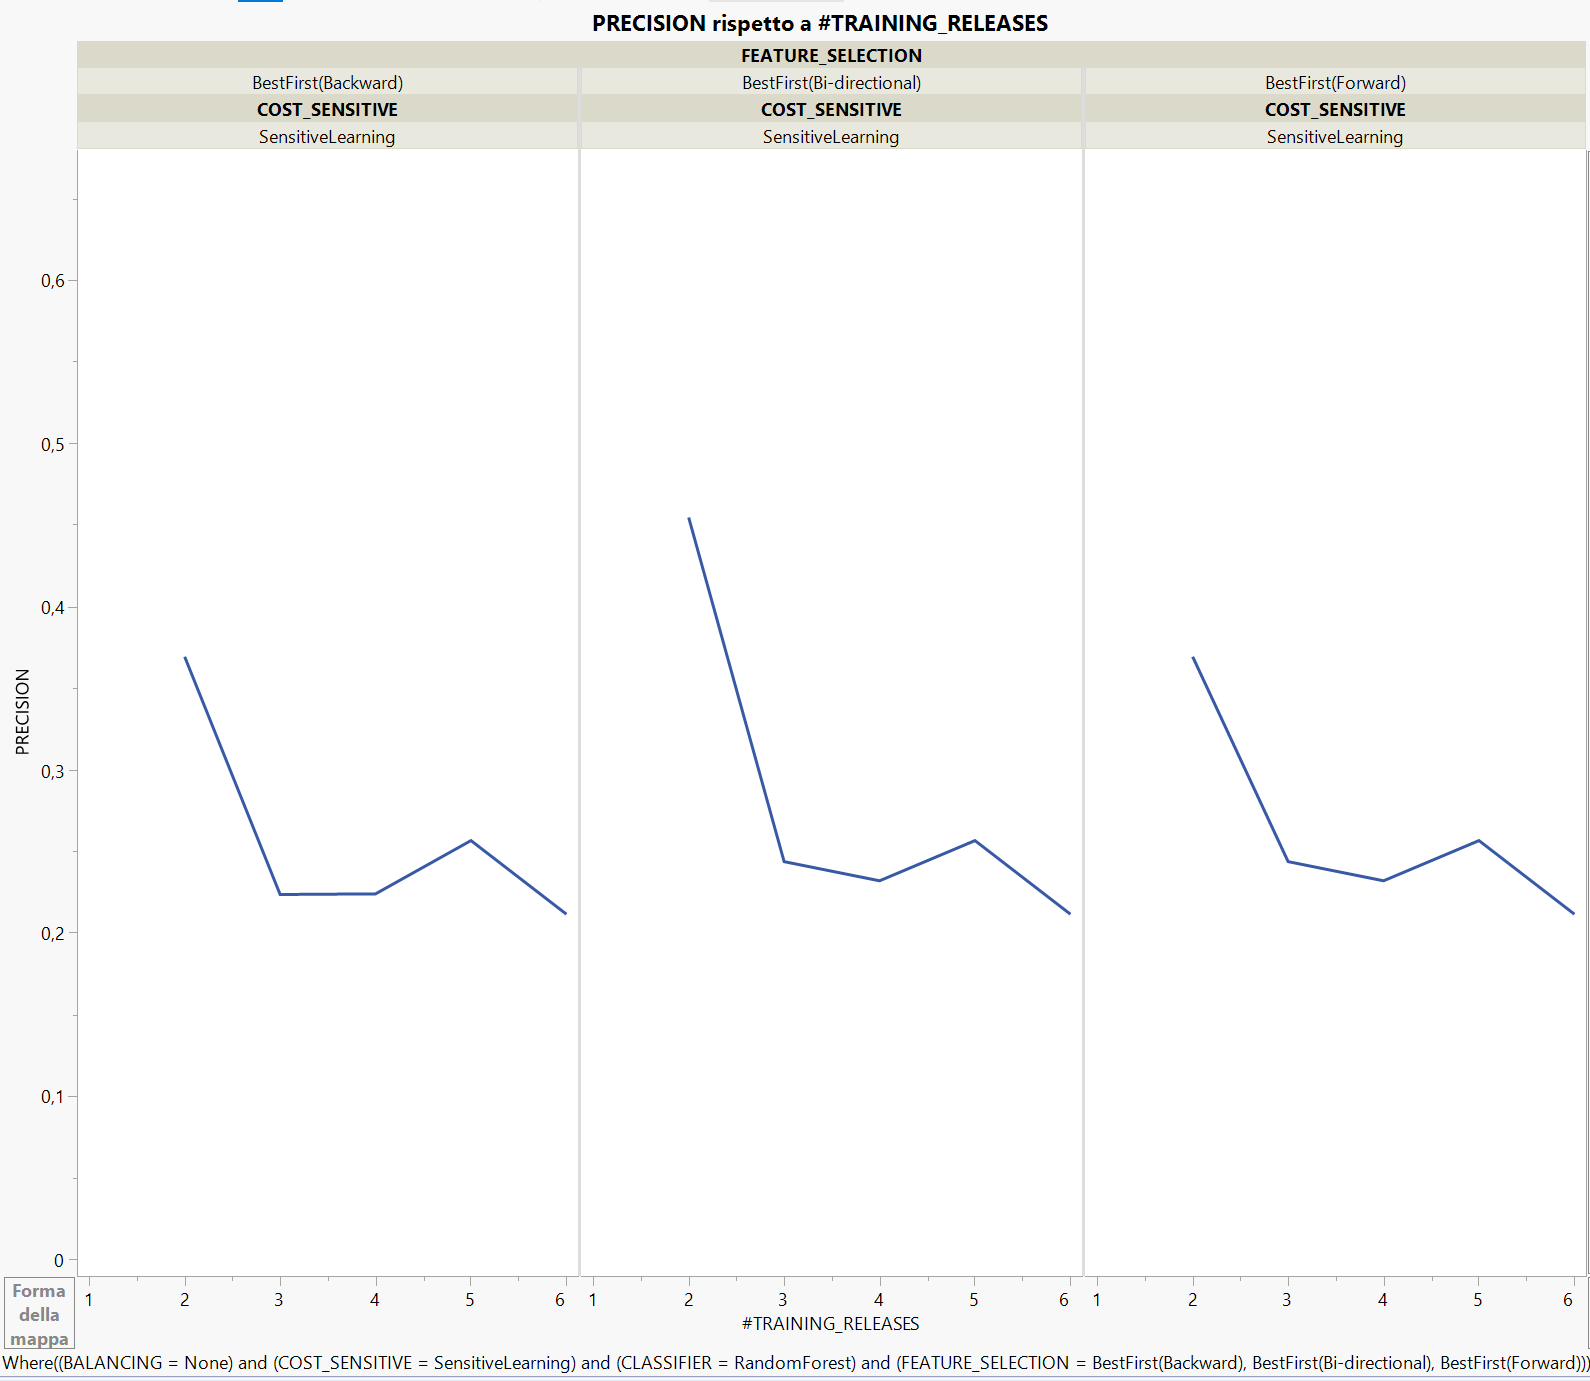 PRECISION rispetto a #TRAINING_RELEASES
FEATURE_SELECTION
BestFirst(Backward) BestFirst(Bi-directional) BestFirst(Forward)
COST_SENSITIVE COST_SENSITIVE COST_SENSITIVE
SensitiveLearning SensitiveLearning SensitiveLearning
0,6
0,5
0,4
PRECISION
0,3
0,2
0,1
0
Forma
della
mappa
1 2 3 4 5 6 1 2 3 4 5 6 1 2 3 4 5 6
#TRAINING_RELEASES
Where((BALANCING = None) and (COST_SENSITIVE = SensitiveLearning) and (CLASSIFIER = RandomForest) and (FEATURE_SELECTION = BestFirst(Backward), BestFirst(Bi-directional), BestFirst(Forward)))